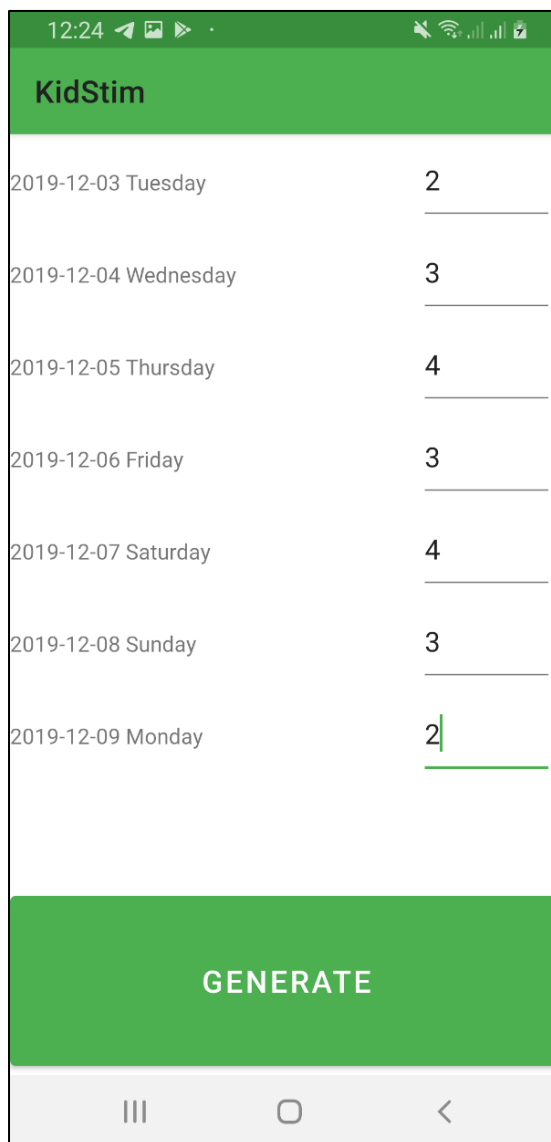 12:24
KidStim
2019-12-03 Tuesday 2
2019-12-04 Wednesday 3
2019-12-05 Thursday 4
2019-12-06 Friday 3
2019-12-07 Saturday 4
2019-12-08 Sunday 3
2019-12-09 Monday 2
GENERATE